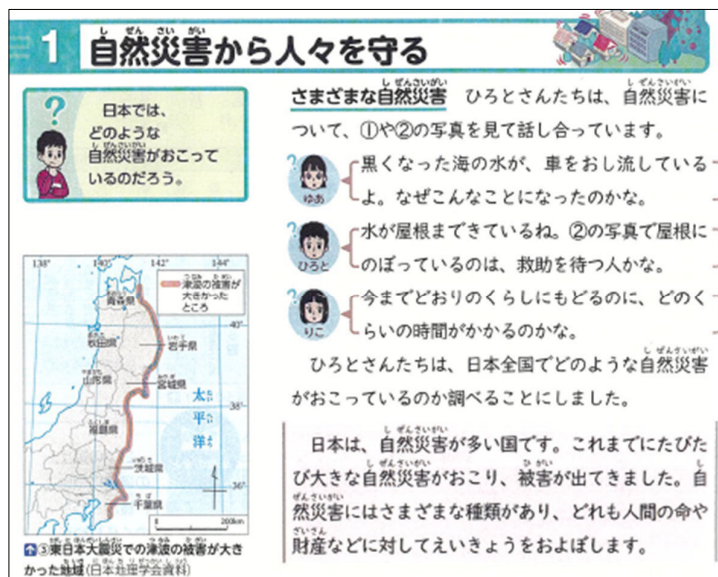 1 自然災害から人々を守る
?
日本では、
どのような
自然災害がおこって
いるのだろう。
さまざまな自然災害 ひろとさんたちは、自然災害に
ついて、①や②の写真を見て話し合っています。
ゆあ 黒くなった海の水が、車をおし流している
よ。なぜこんなことになったのかな。
ひろと 水が屋根まできているね。②の写真で屋根に
のぼっているのは、救助を待つ人かな。
りこ 今までどおりのくらしにもどるのに、どのく
らいの時間がかかるのかな。
ひろとさんたちは、日本全国でどのような自然災害
がおこっているのか調べることにしました。
日本は、自然災害が多い国です。これまでにたびた
び大きな自然災害がおこり、被害が出てきました。自
然災害にはさまざまな種類があり、どれも人間の命や
財産などに対してえいきょうをおよぼします。
138° 140° 142° 144°
津波の被害が
大きかった
ところ
青森県
40°
秋田県
岩手県
山形県
宮城県
太平洋
38°
福島県
茨城県
36°
千葉県
0 200km
③東日本大震災での津波の被害が大き
かった地域(日本地理学会資料)